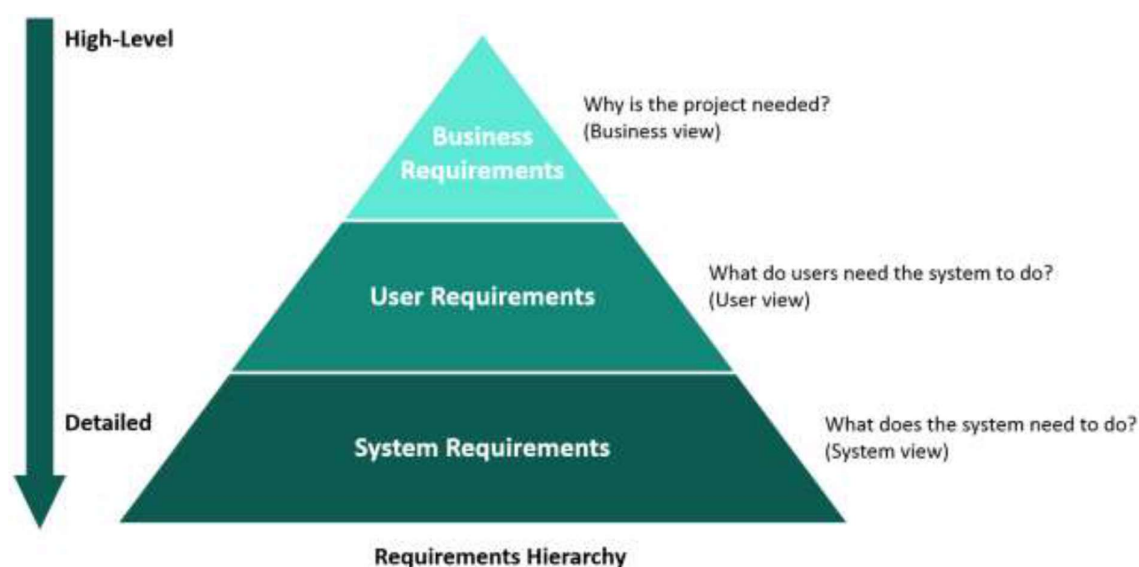 High-Level
Why is the project needed?
(Business view)
Business
Requirements
What do users need the system to do?
(User view)
User Requirements
Detailed
What does the system need to do?
(System view)
System Requirements
Requirements Hierarchy